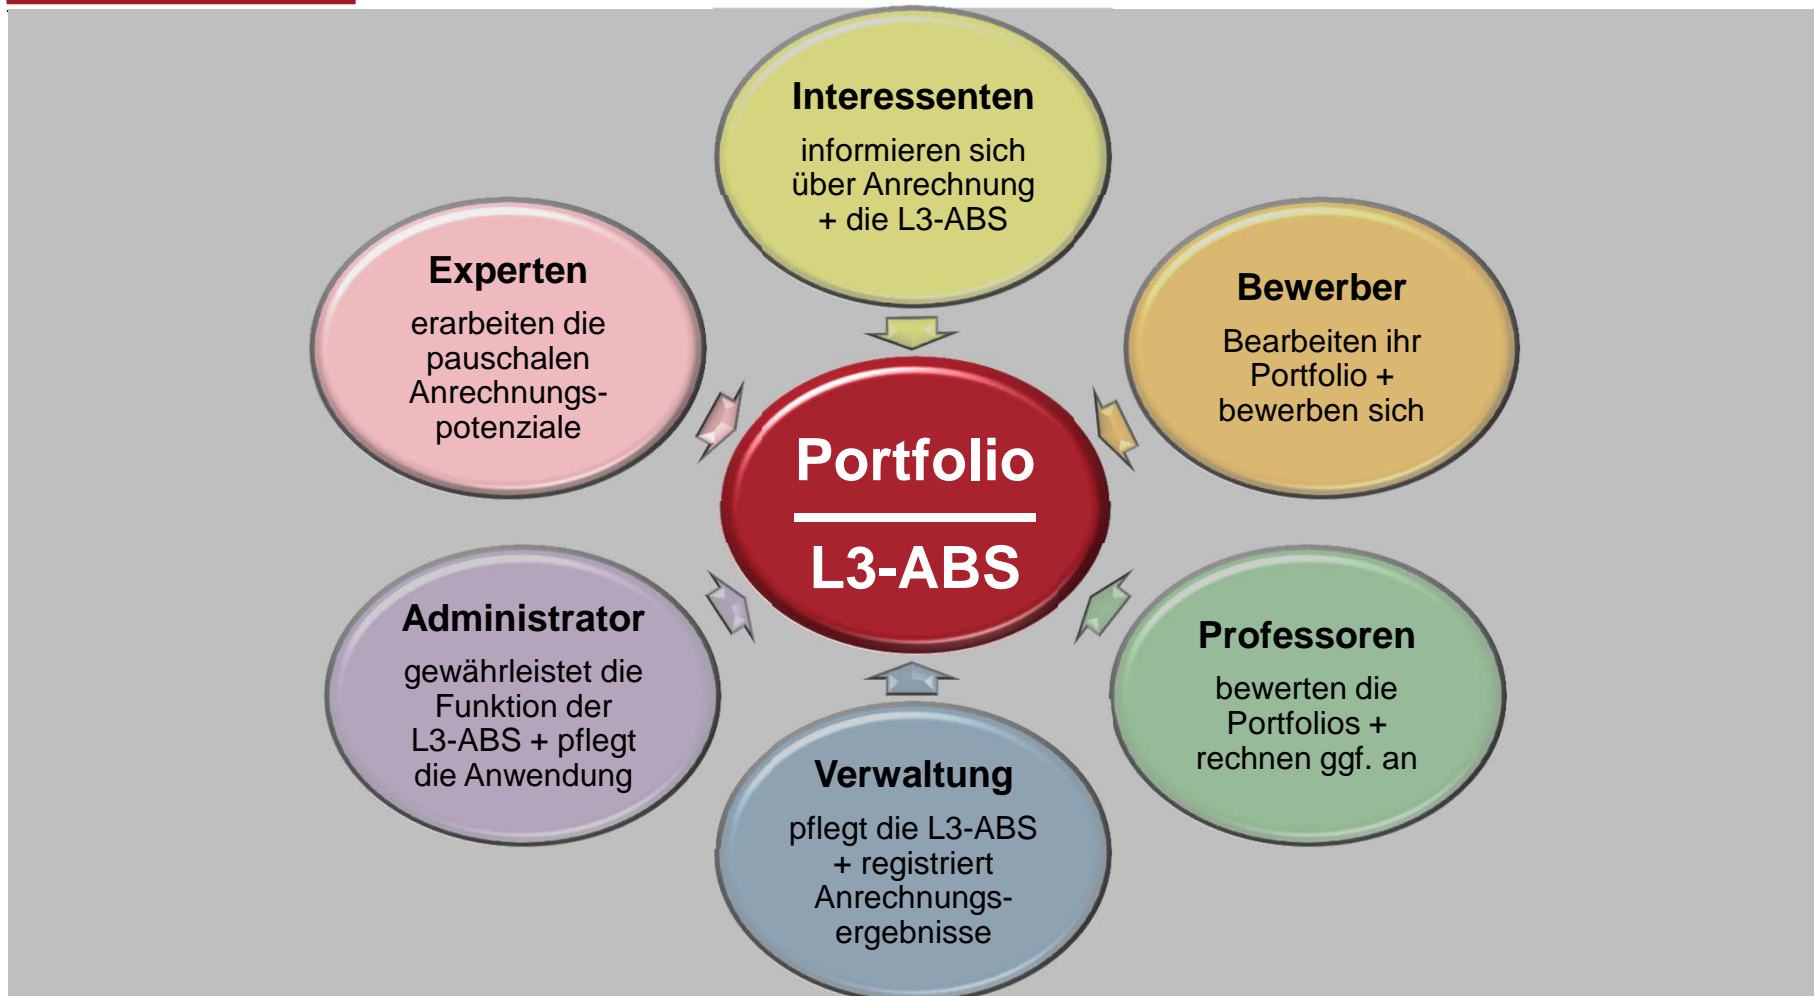 Interessenten
informieren sich
über Anrechnung
+ die L3-ABS
Experten
erarbeiten die
pauschalen
Anrechnungs-
potenziale
Bewerber
Bearbeiten ihr
Portfolio +
bewerben sich
Portfolio
L3-ABS
Administrator
gewährleistet die
Funktion der
L3-ABS + pflegt
die Anwendung
Professoren
bewerten die
Portfolios +
rechnen ggf. an
Verwaltung
pflegt die L3-ABS
+ registriert
Anrechnungs-
ergebnisse